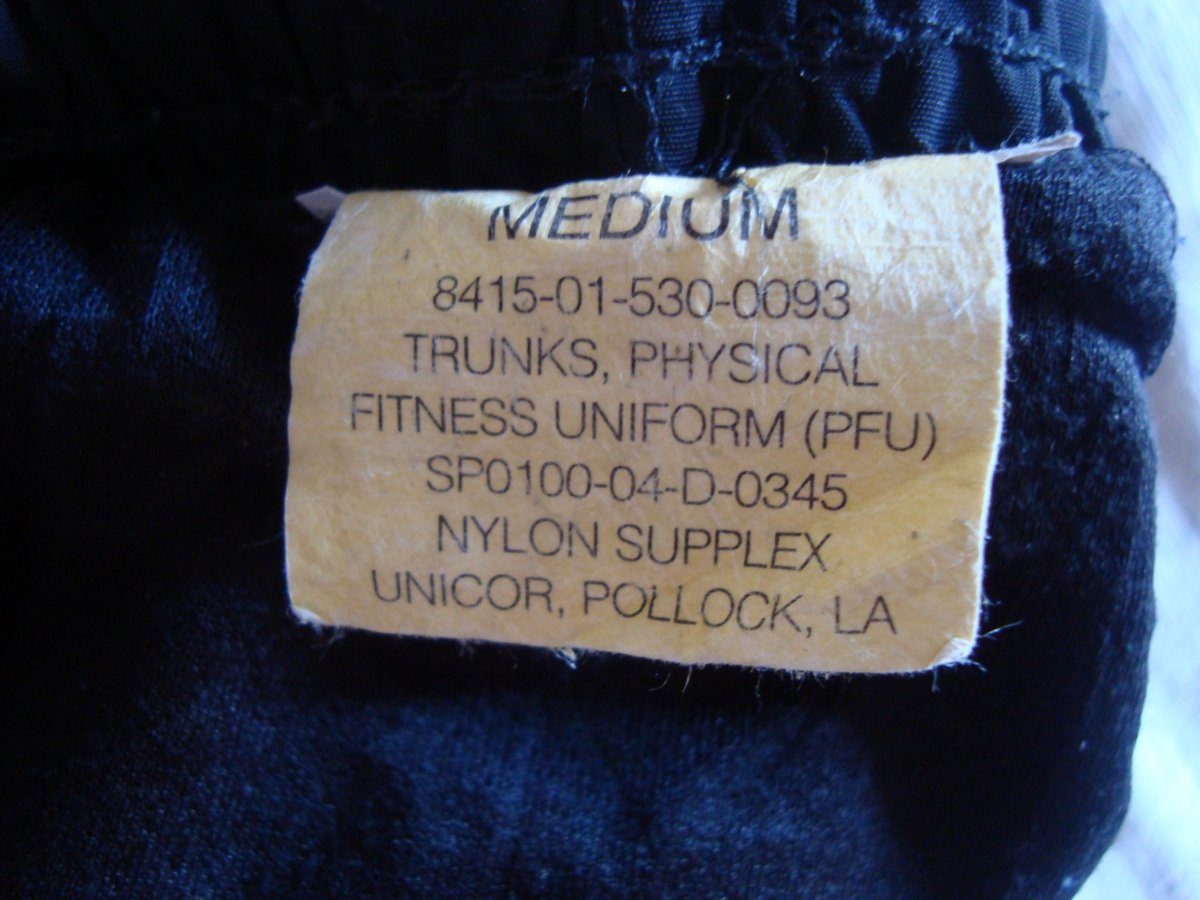 MEDIUM
8415-01-530-0093
TRUNKS, PHYSICAL
FITNESS UNIFORM (PFU)
SP0100-04-D-0345
NYLON SUPPLEX
UNICOR, POLLOCK, LA